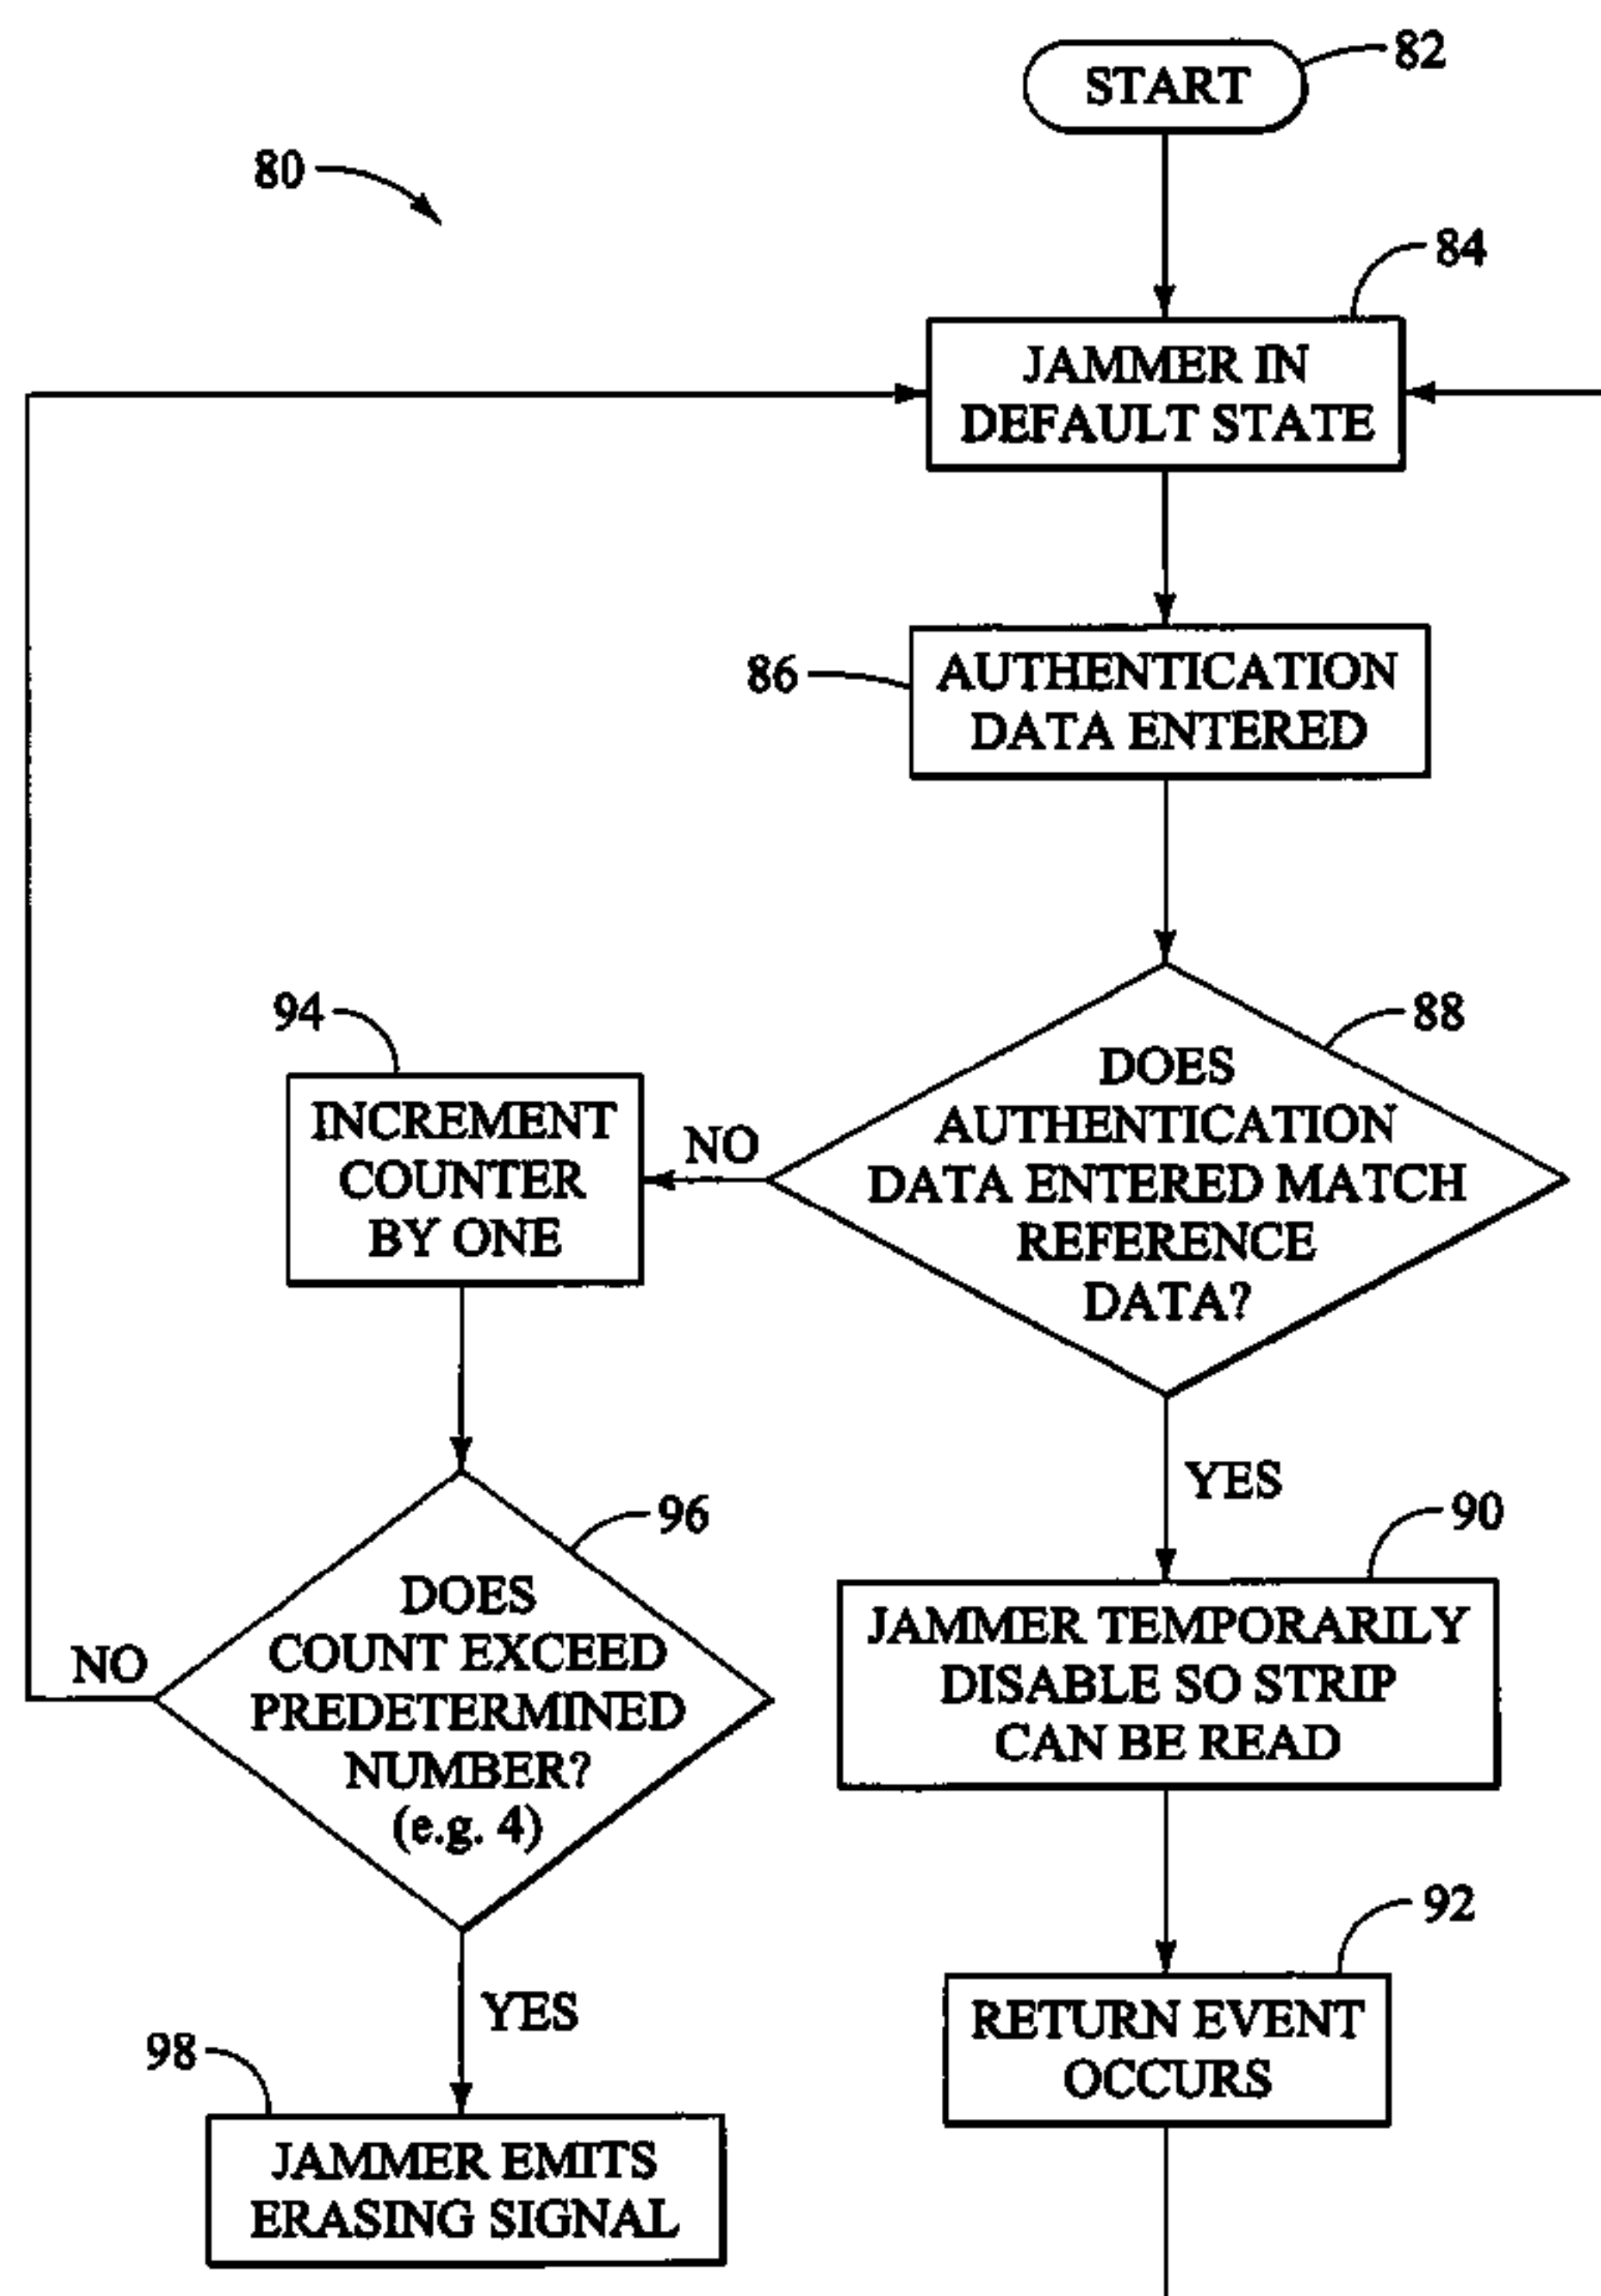 82
START
80
84
JAMMER IN
DEFAULT STATE
86
AUTHENTICATION
DATA ENTERED
88
DOES
AUTHENTICATION
DATA ENTERED MATCH
REFERENCE
DATA?
NO
94
INCREMENT
COUNTER
BY ONE
YES
96
DOES
COUNT EXCEED
PREDETERMINED
NUMBER?
(e.g. 4)
NO
90
JAMMER TEMPORARILY
DISABLE SO STRIP
CAN BE READ
92
RETURN EVENT
OCCURS
YES
98
JAMMER EMITS
ERASING SIGNAL